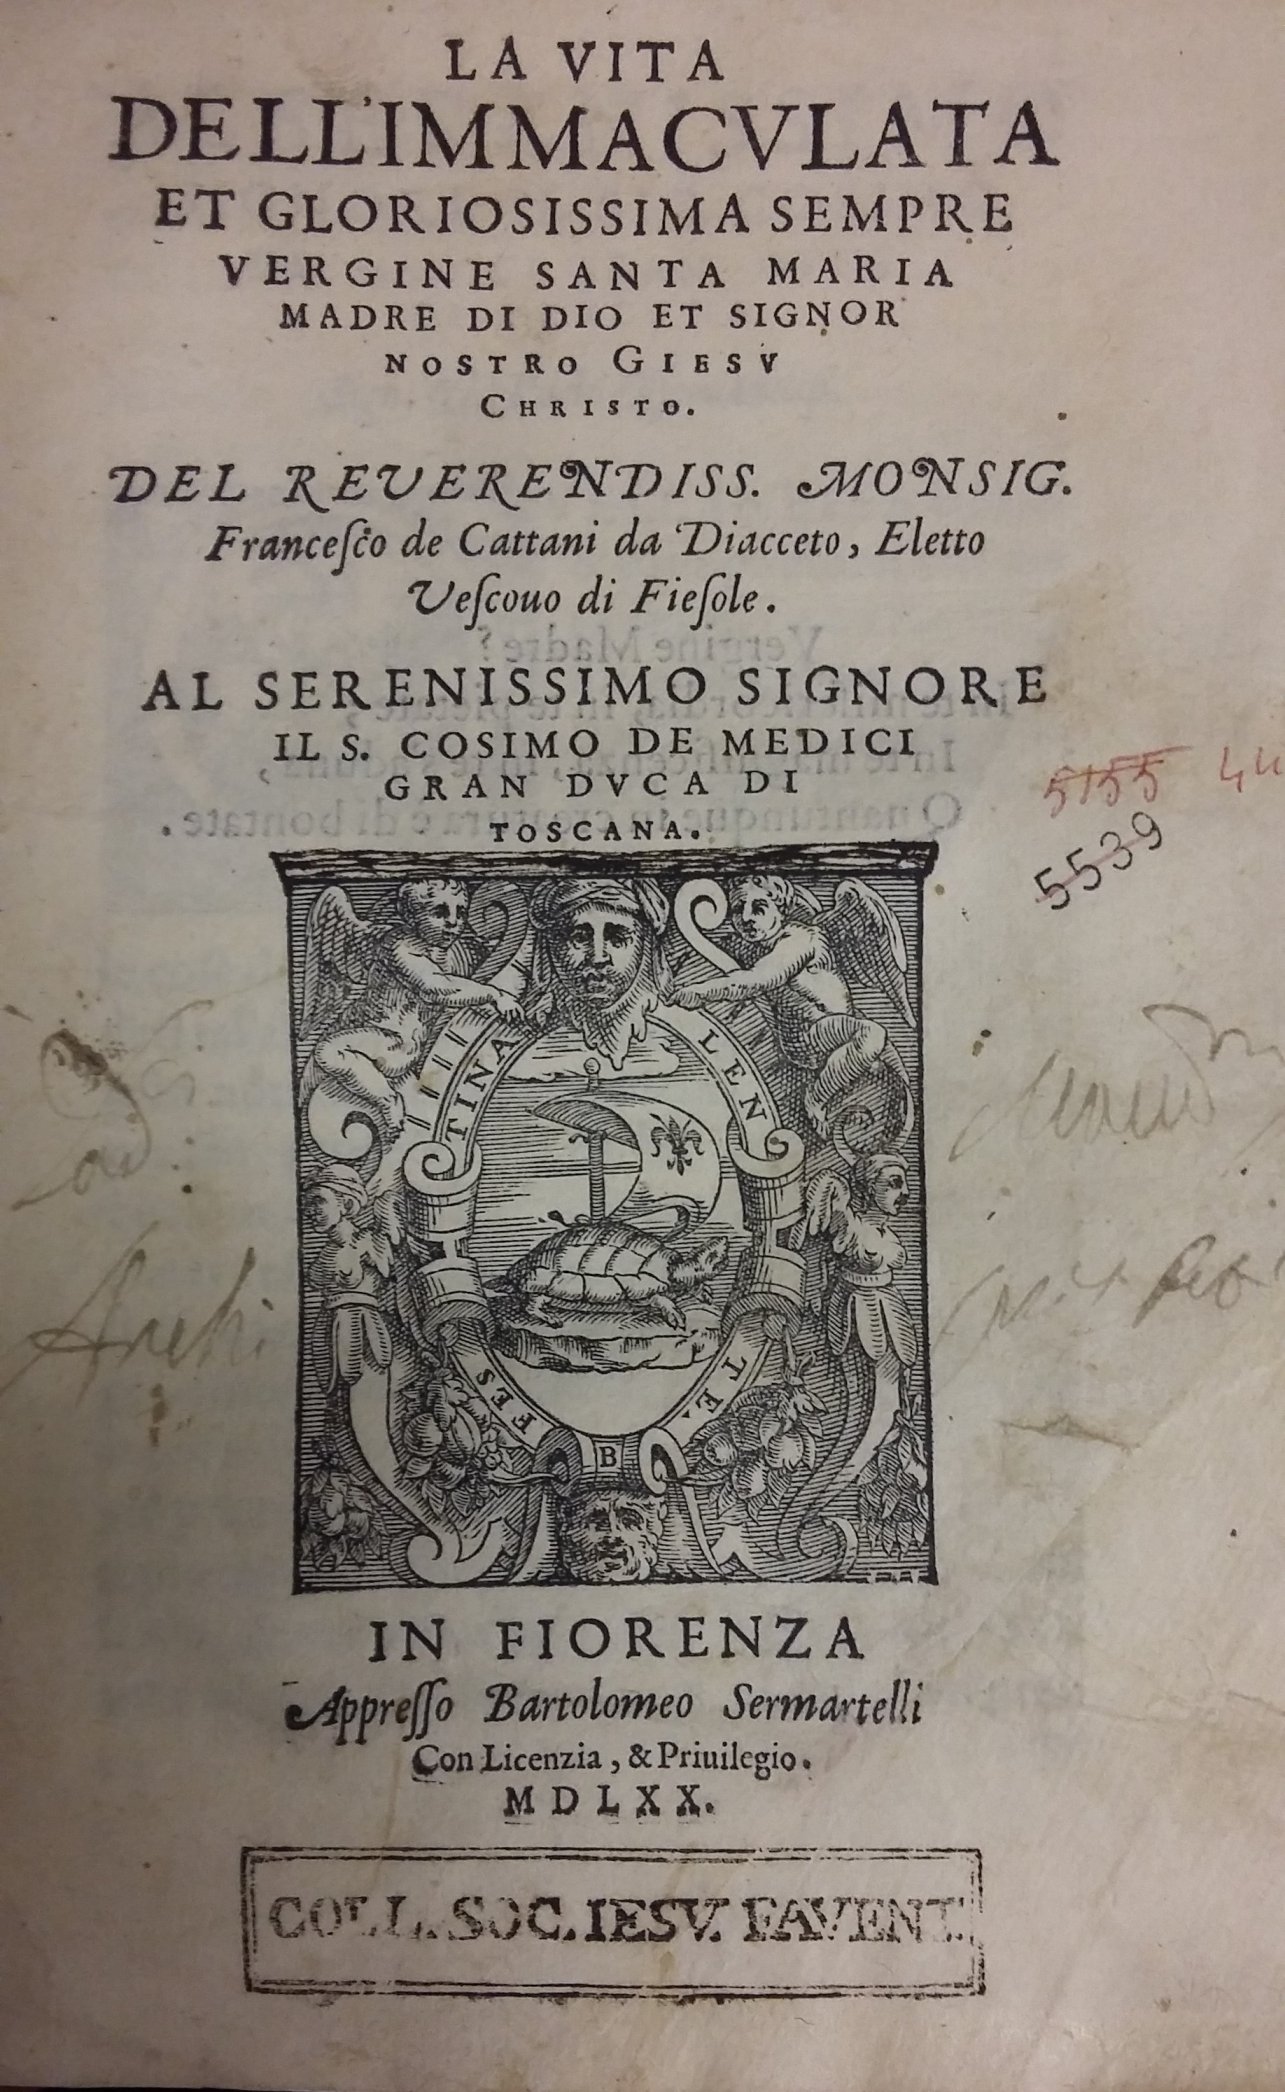 LA VITA
DELL'IMMACVLATA
ET GLORIOSISSIMA SEMPRE
VERGINE SANTA MARIA
MADRE DI DIO ET SIGNOR
NOSTRO GIESV
CHRISTO.
DEL REVERENDISS. MONSIG.
Franceſco de Cattani da Diacceto, Eletto
Veſcouo di Fieſole.
AL SERENISSIMO SIGNORE
IL S. COSIMO DE MEDICI
GRAN DVCA DI
TOSCANA.
5155 44
5539
FES
TINA
LEN
TE.
B
IN FIORENZA
Appreſſo Bartolomeo Sermartelli
Con Licenzia, & Priuilegio.
MDLXX.
COLL. SOC. IESV. FAVENT.